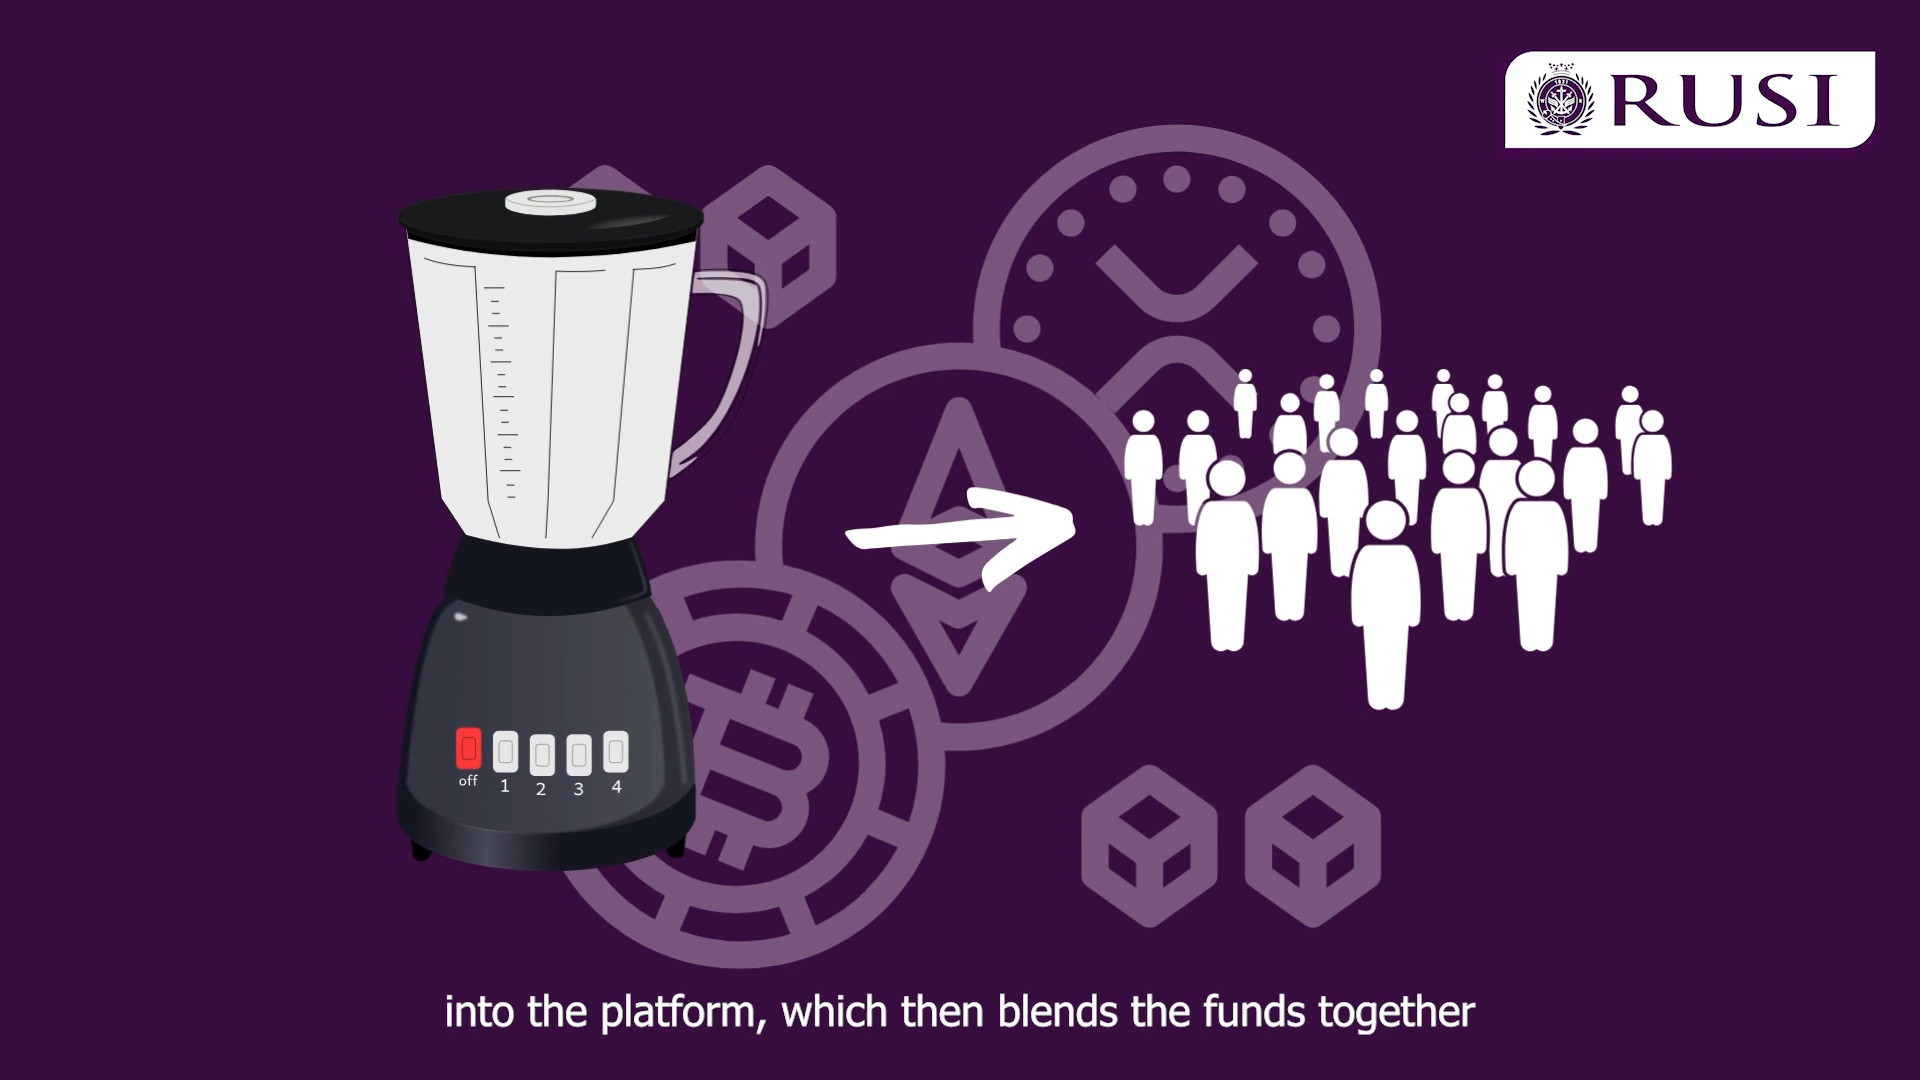 RUSI
off 1 2 3 4
into the platform, which then blends the funds together